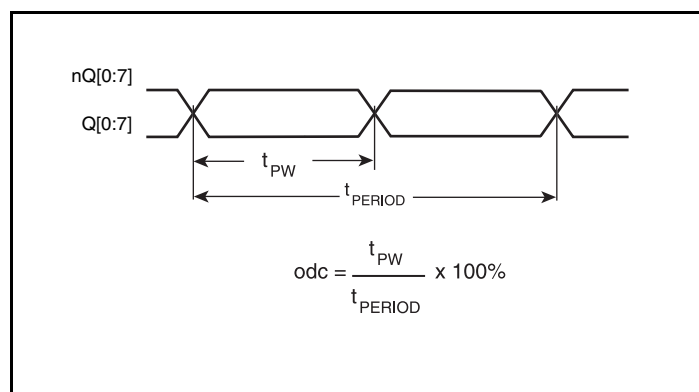 nQ[0:7]
Q[0:7]
tPW
tPERIOD
odc = tPW / tPERIOD x 100%